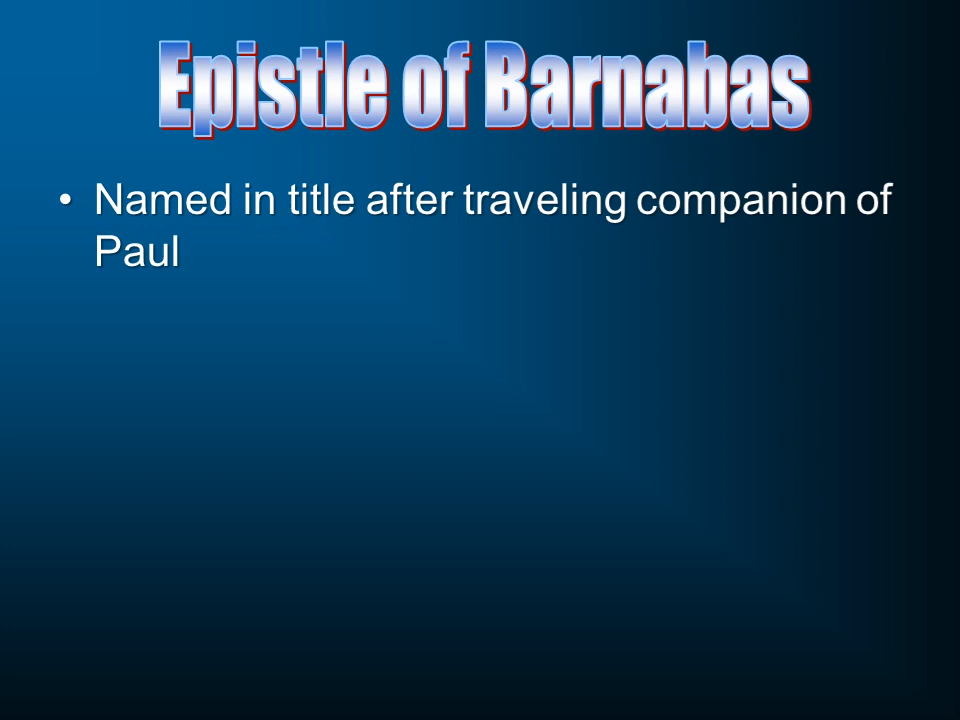 Epistle of Barnabas
• Named in title after traveling companion of
Paul